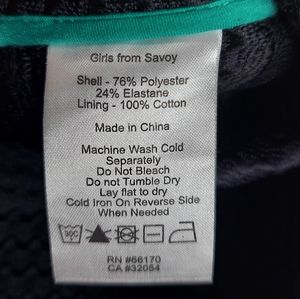 Girls from Savoy
Shell - 76% Polyester
24% Elastane
Lining - 100% Cotton
Made in China
Machine Wash Cold
Separately
Do Not Bleach
Do not Tumble Dry
Lay flat to dry
Cold Iron On Reverse Side
When Needed
30C
RN #66170
CA #32054